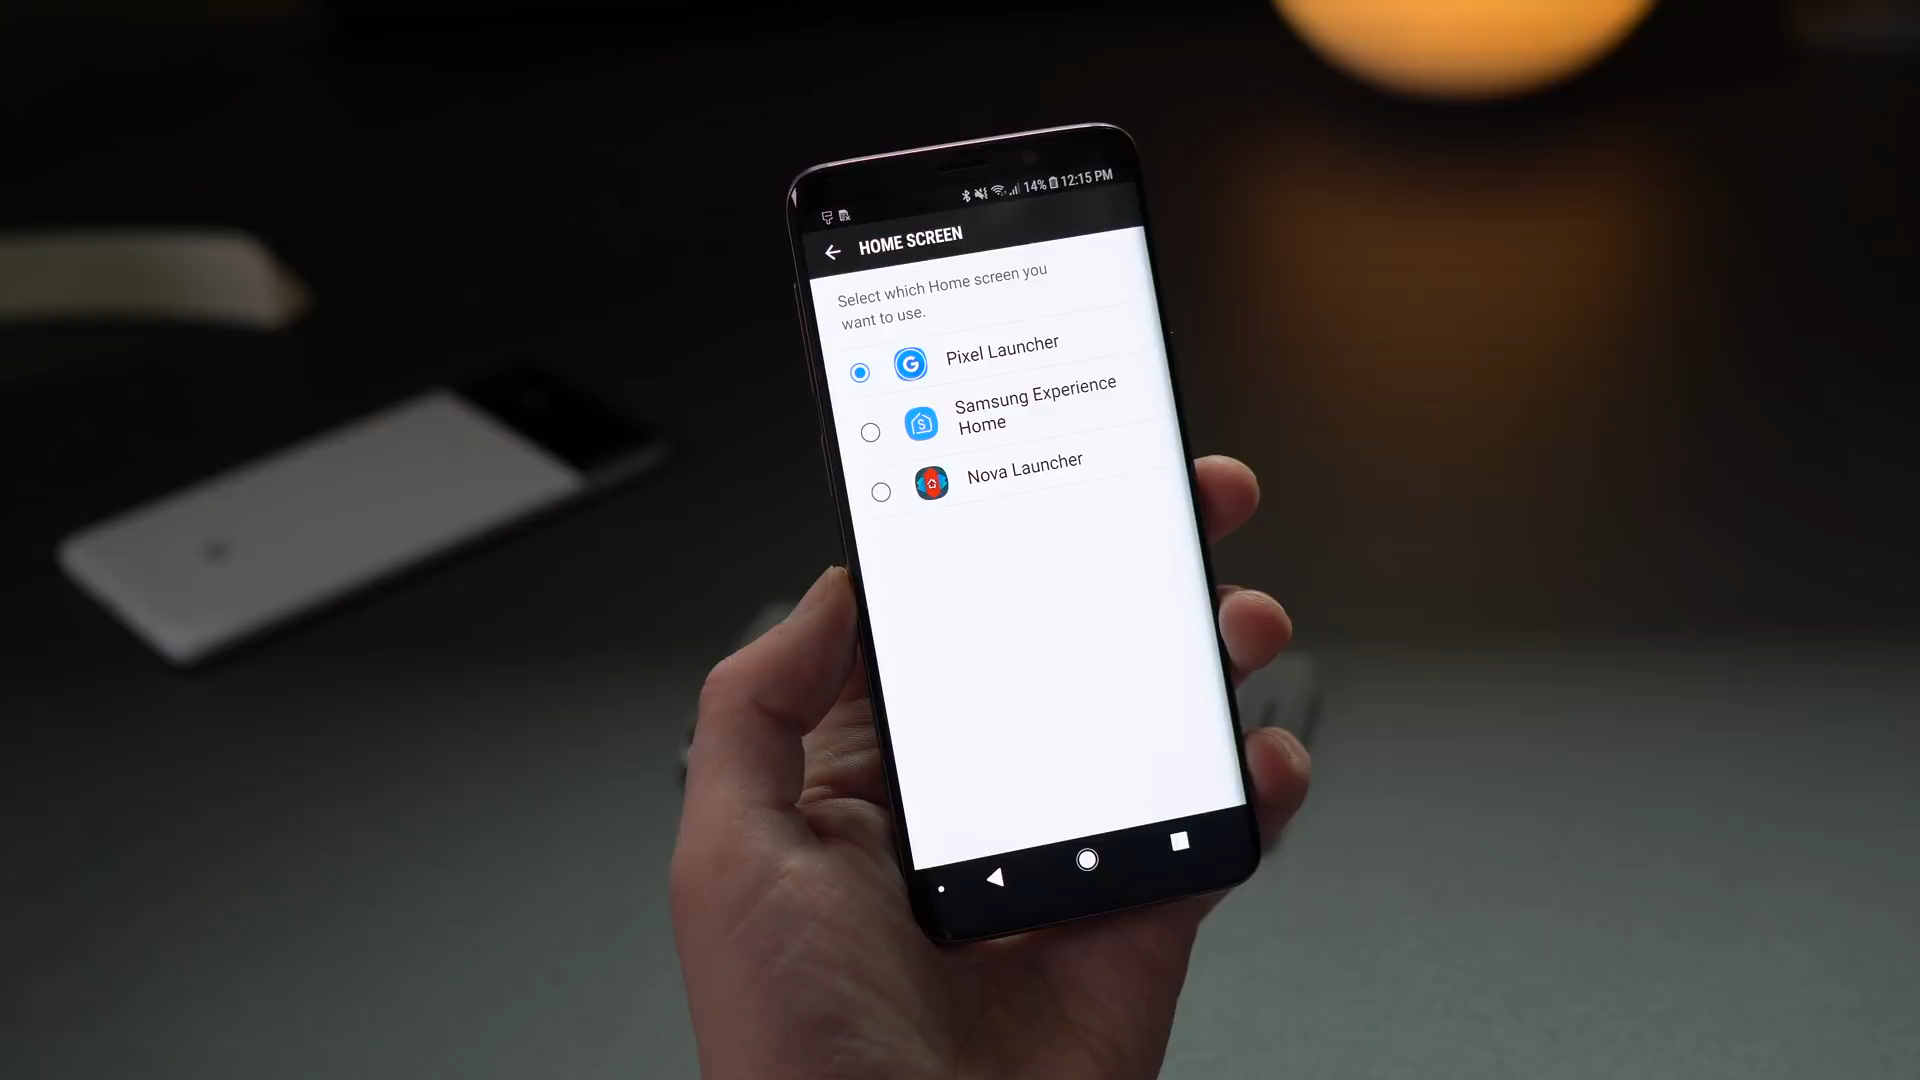 14% 12:15 PM
HOME SCREEN
Select which Home screen you
want to use.
G
Pixel Launcher
S
Samsung Experience
Home
Nova Launcher